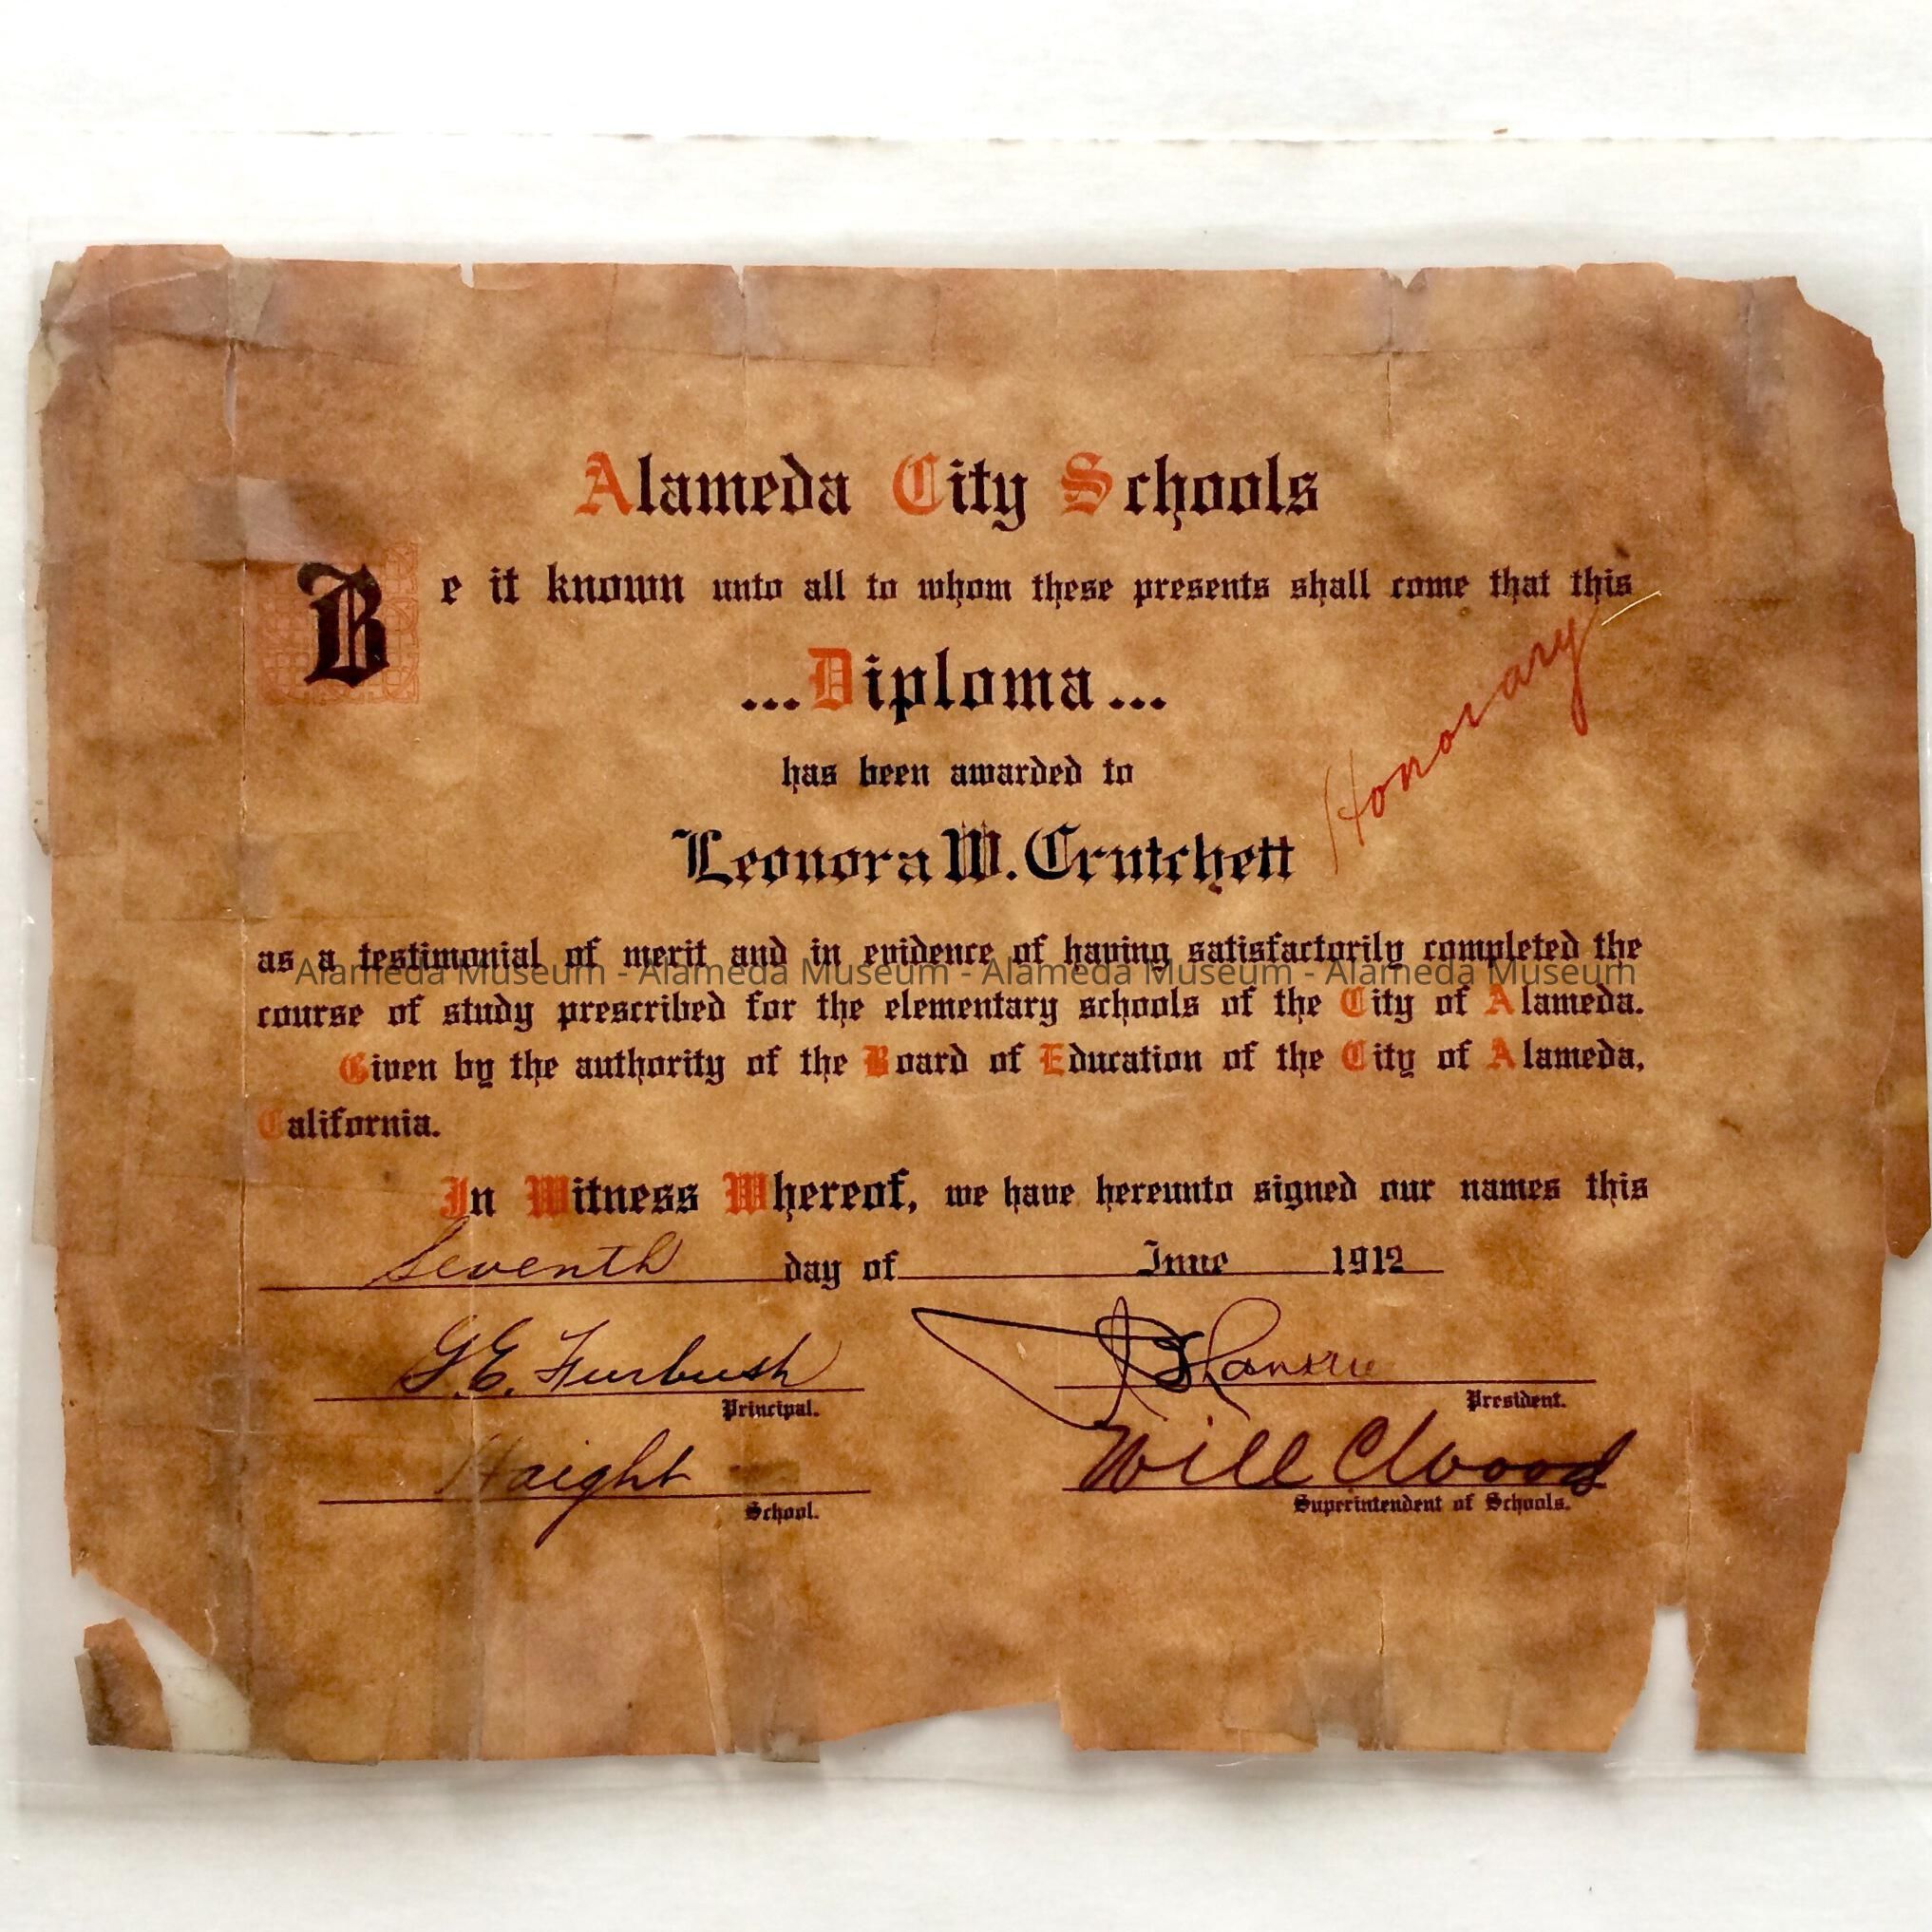 Alameda City Schools
Be it known unto all to whom these presents shall come that this
...Diploma...
Honorary
has been awarded to
Leonora W. Crutchett
as a testimonial of merit and in evidence of having satisfactorily completed the
Alameda Museum - Alameda Museum - Alameda Museum - Alameda Museum
course of study prescribed for the elementary schools of the City of Alameda.
Given by the authority of the Board of Education of the City of Alameda,
California.
In Witness Whereof, we have hereunto signed our names this
Seventh day of June 1912
G. E. Furbush
Principal.
President.
Haight
School.
Will C Wood
Superintendent of Schools.